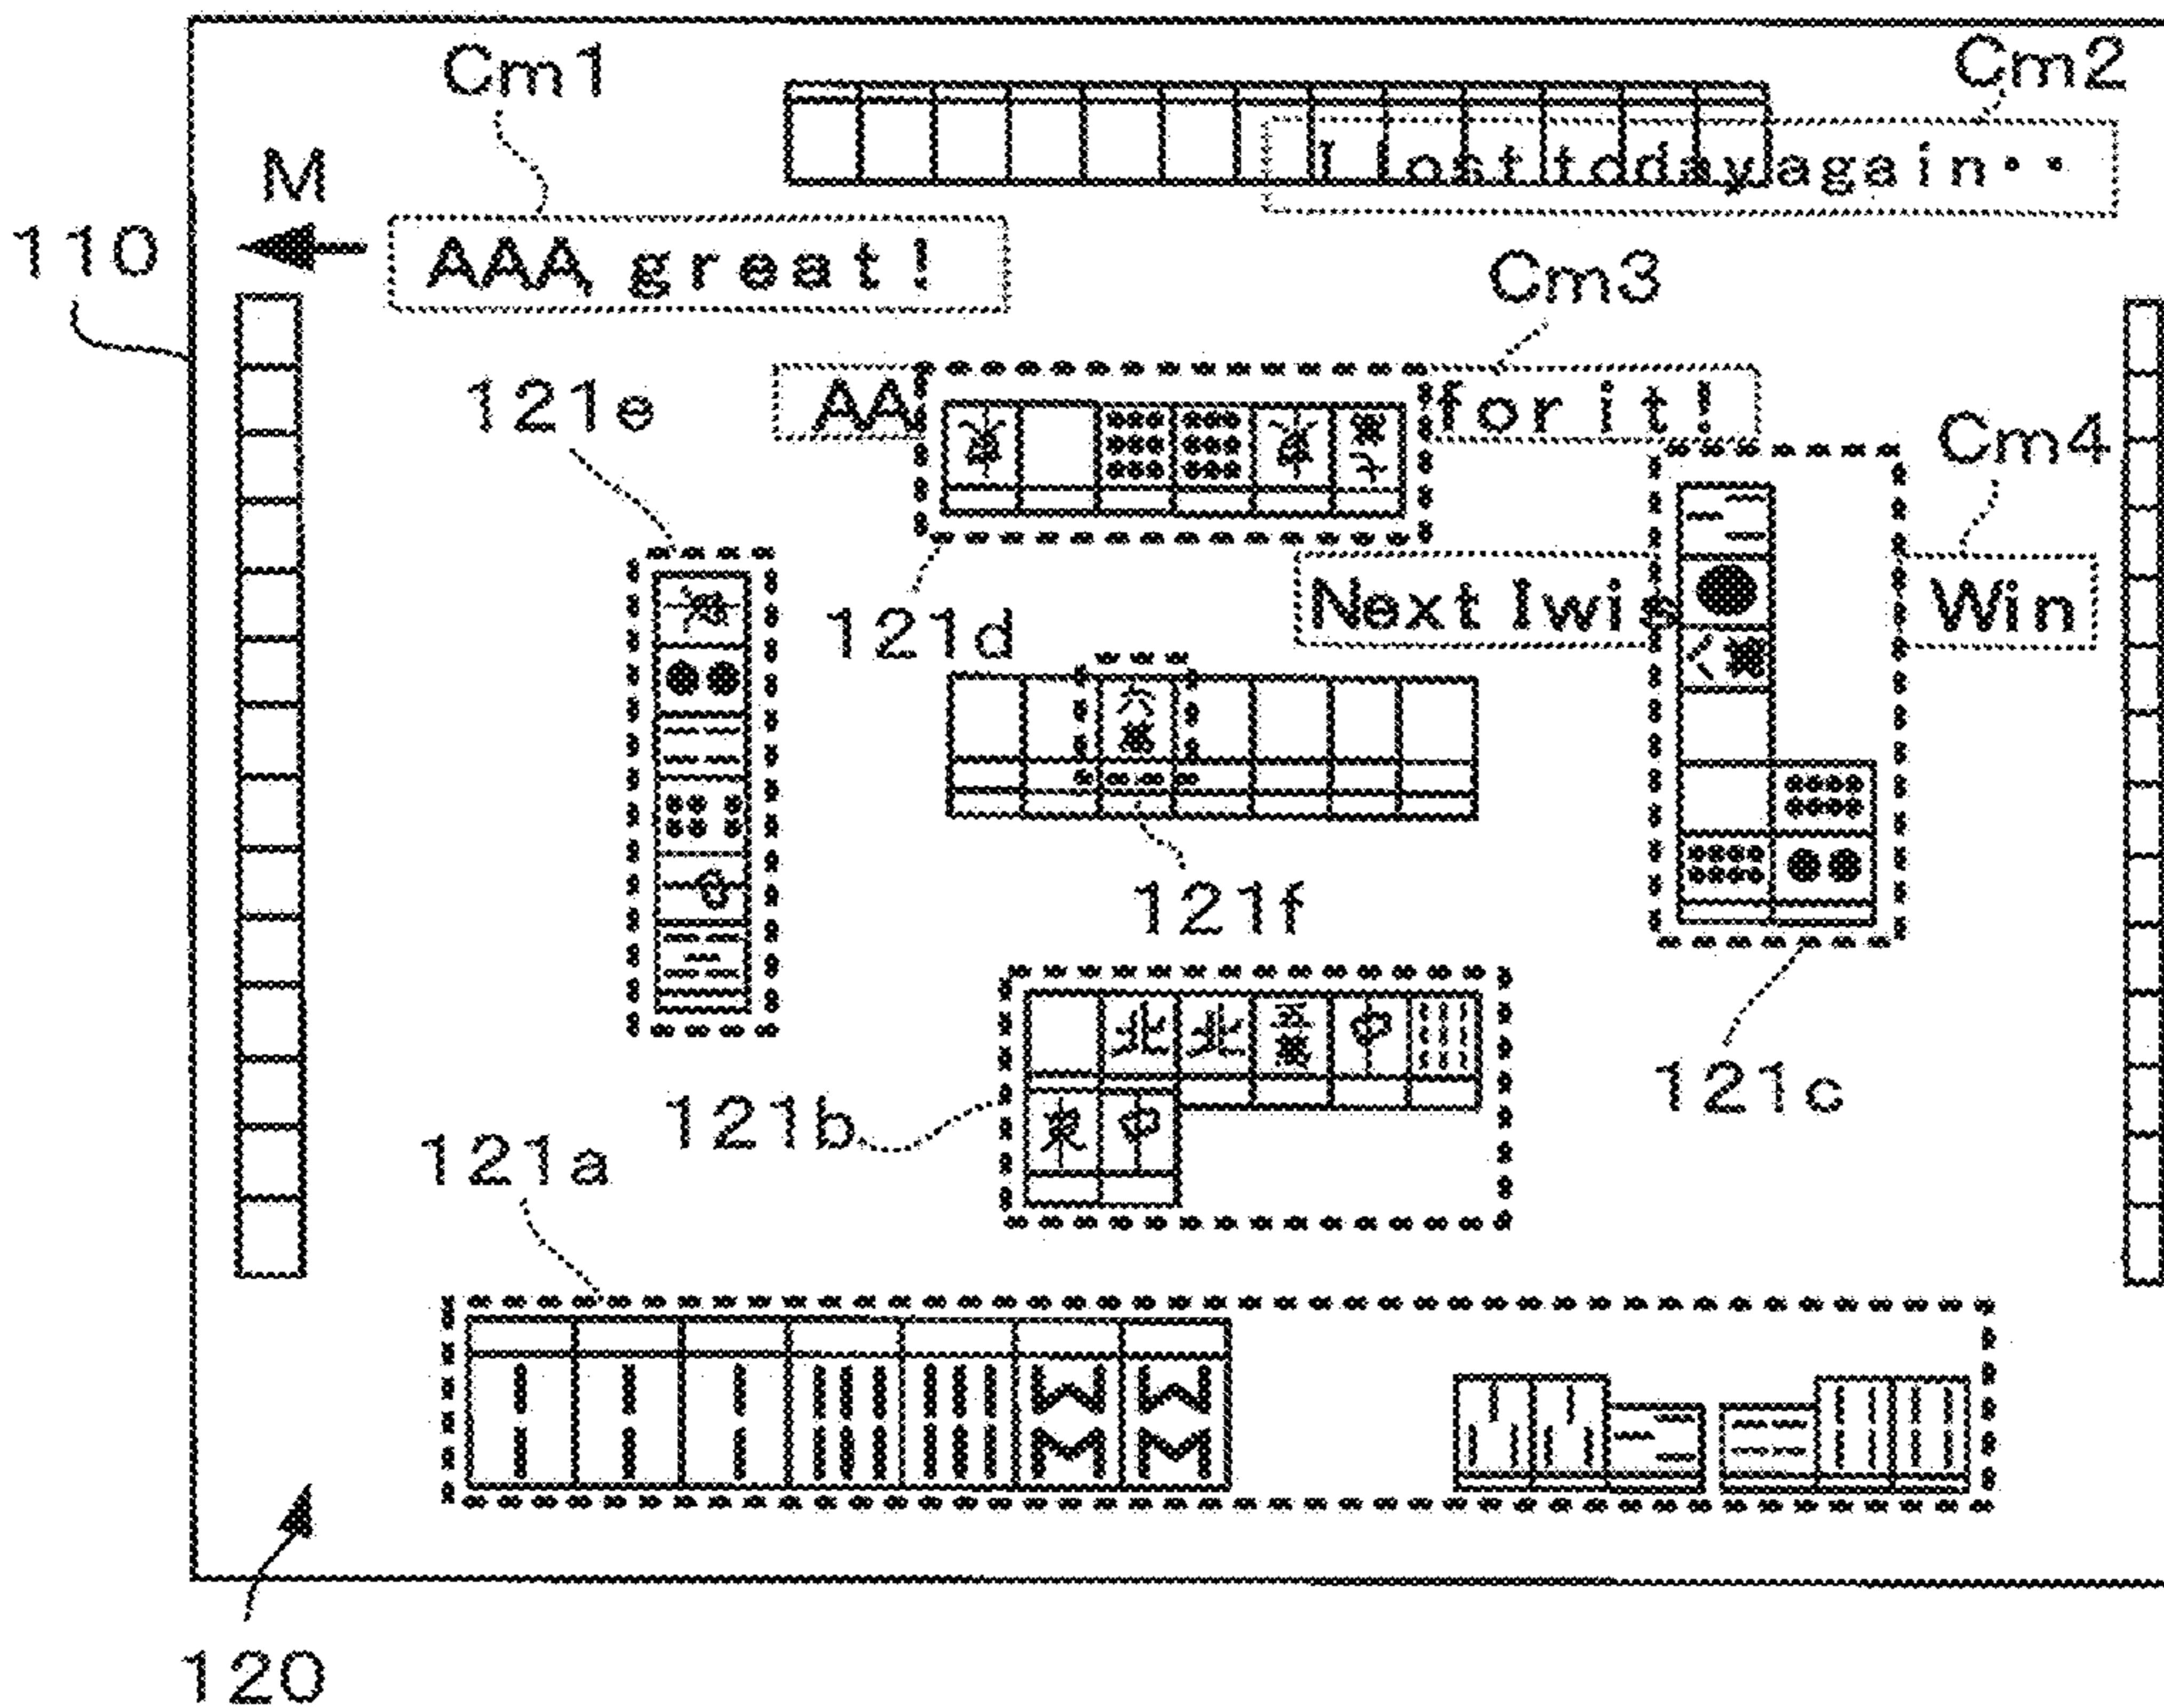 Cm1
Cm2
M
I lost today again··
110
AAA, great!
Cm3
121e
AA
for it!
Cm4
121d
Next I wis
Win
六
121f
北 北 中
121c
121b
東 中
121a
120